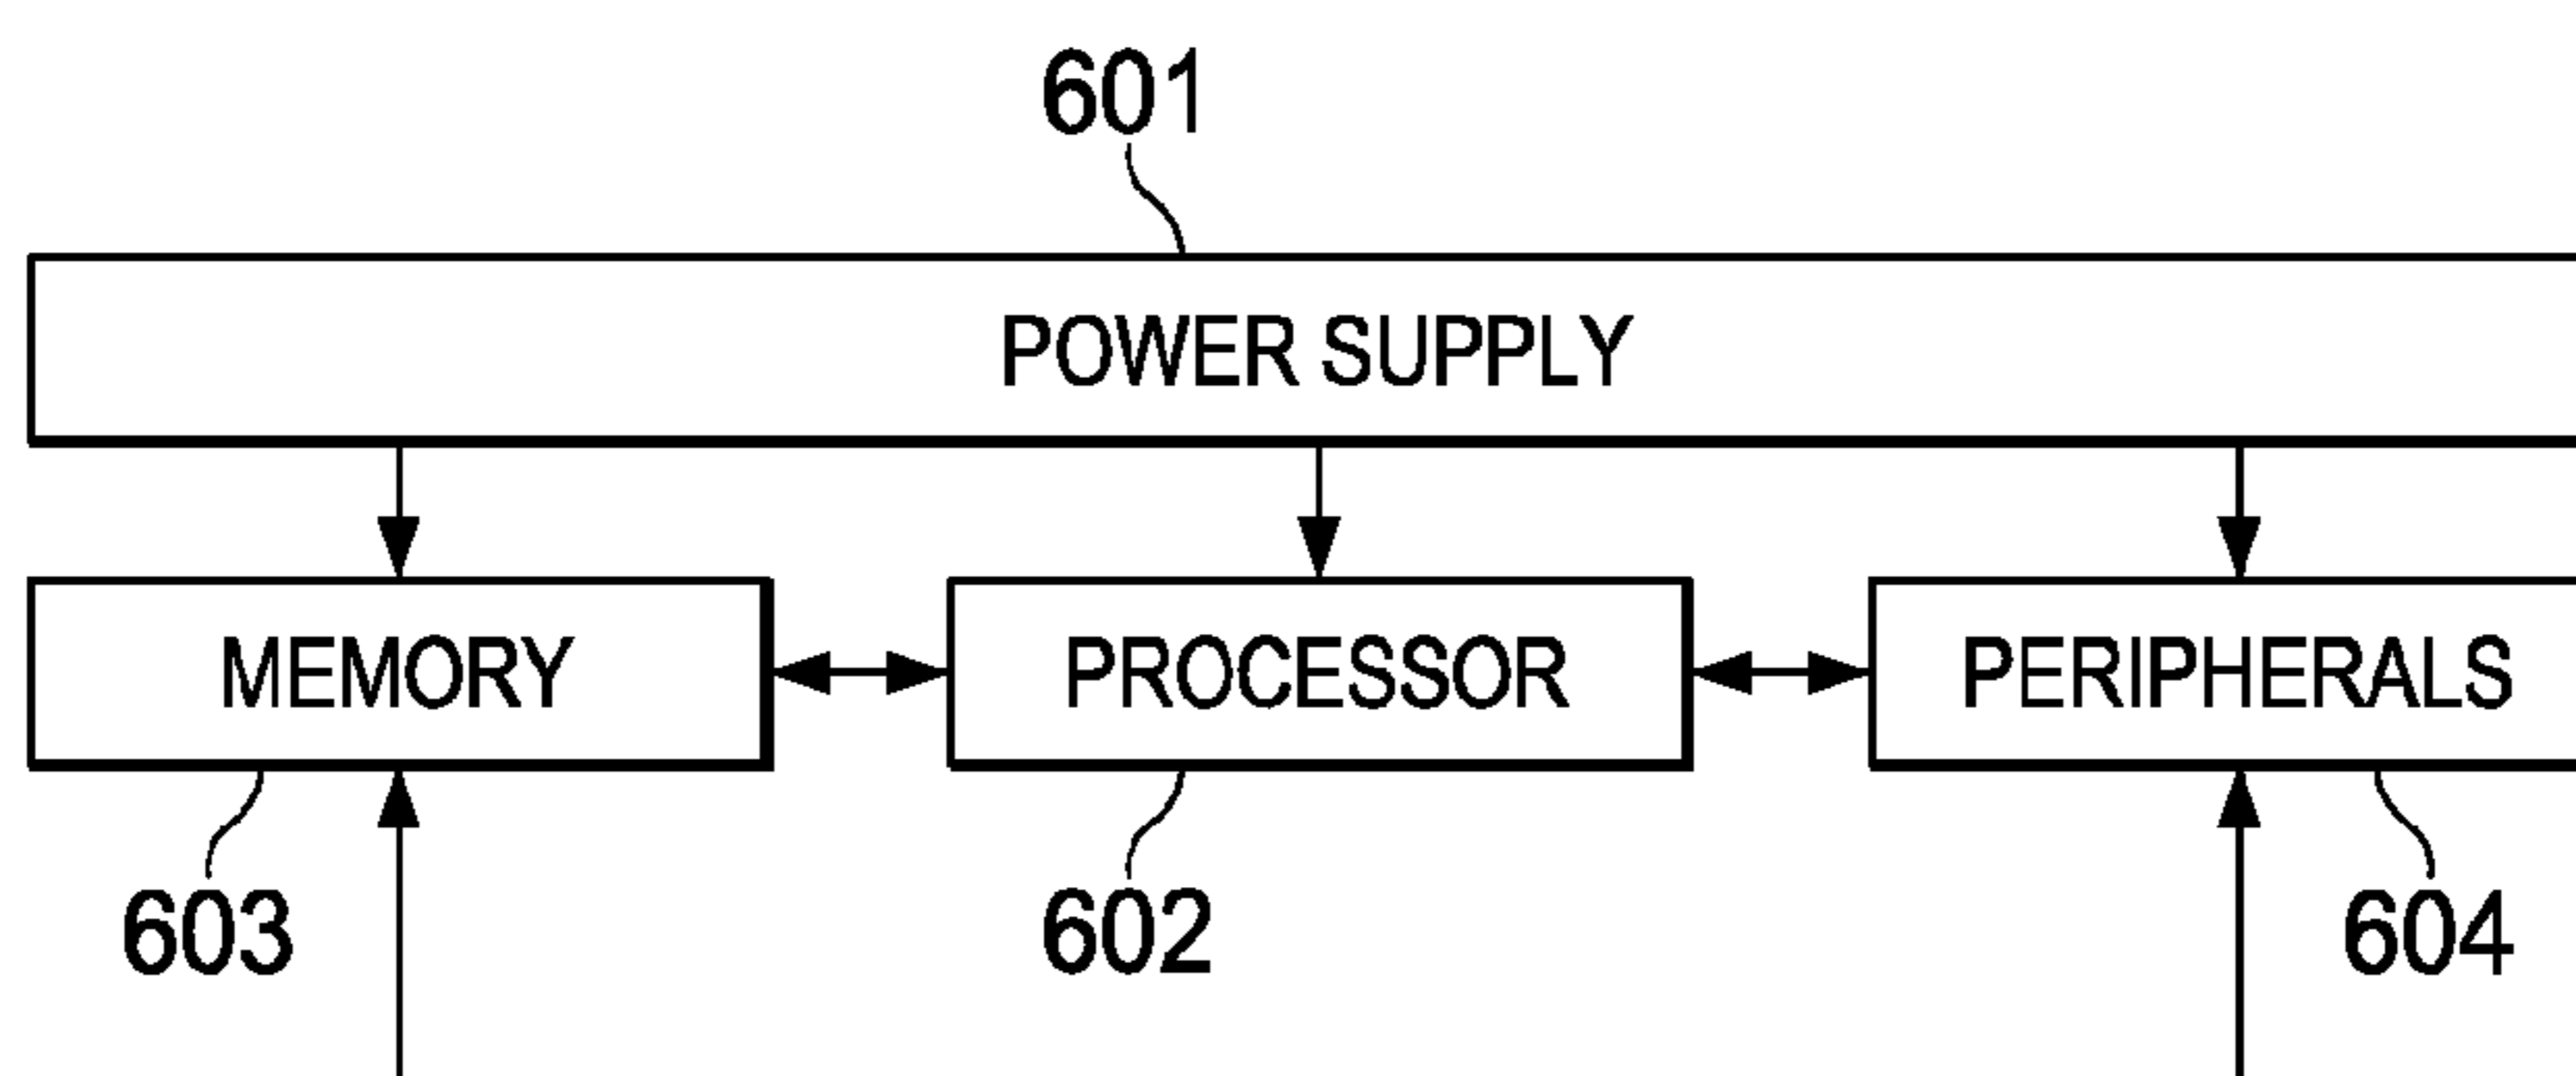 601
POWER SUPPLY
MEMORY
PROCESSOR
PERIPHERALS
603
602
604